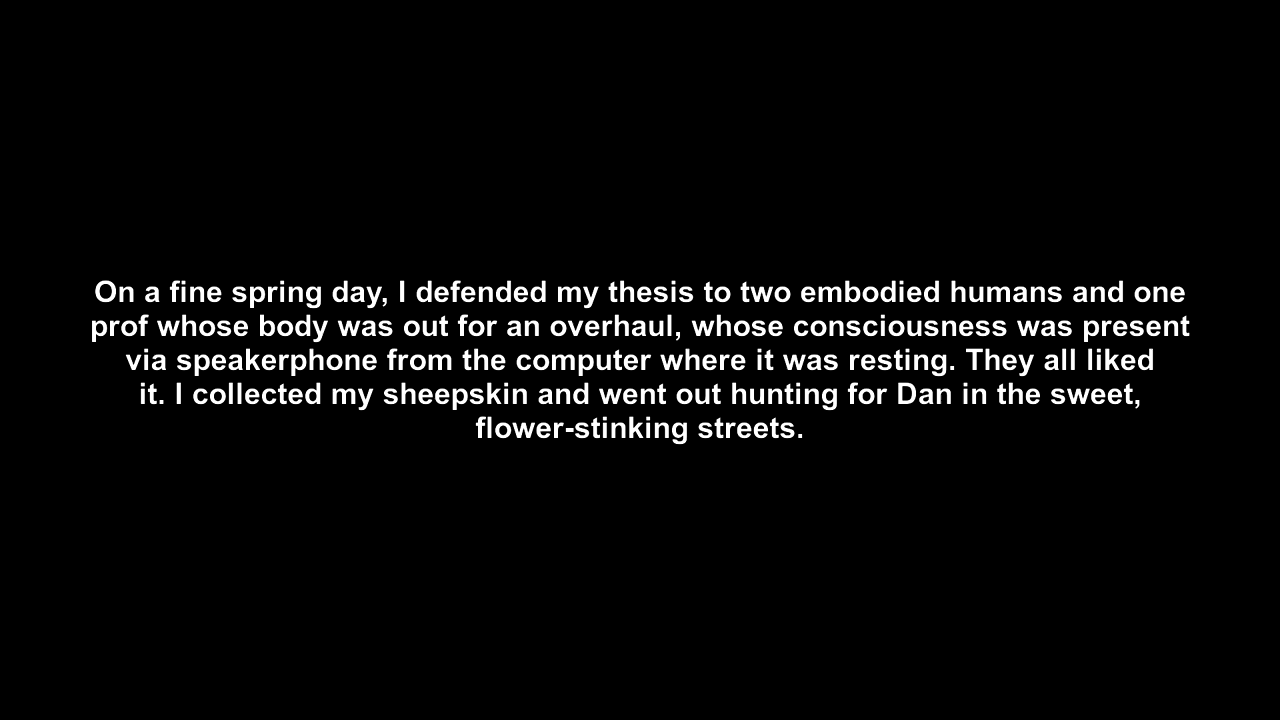 On a fine spring day, I defended my thesis to two embodied humans and one
prof whose body was out for an overhaul, whose consciousness was present
via speakerphone from the computer where it was resting. They all liked
it. I collected my sheepskin and went out hunting for Dan in the sweet,
flower-stinking streets.